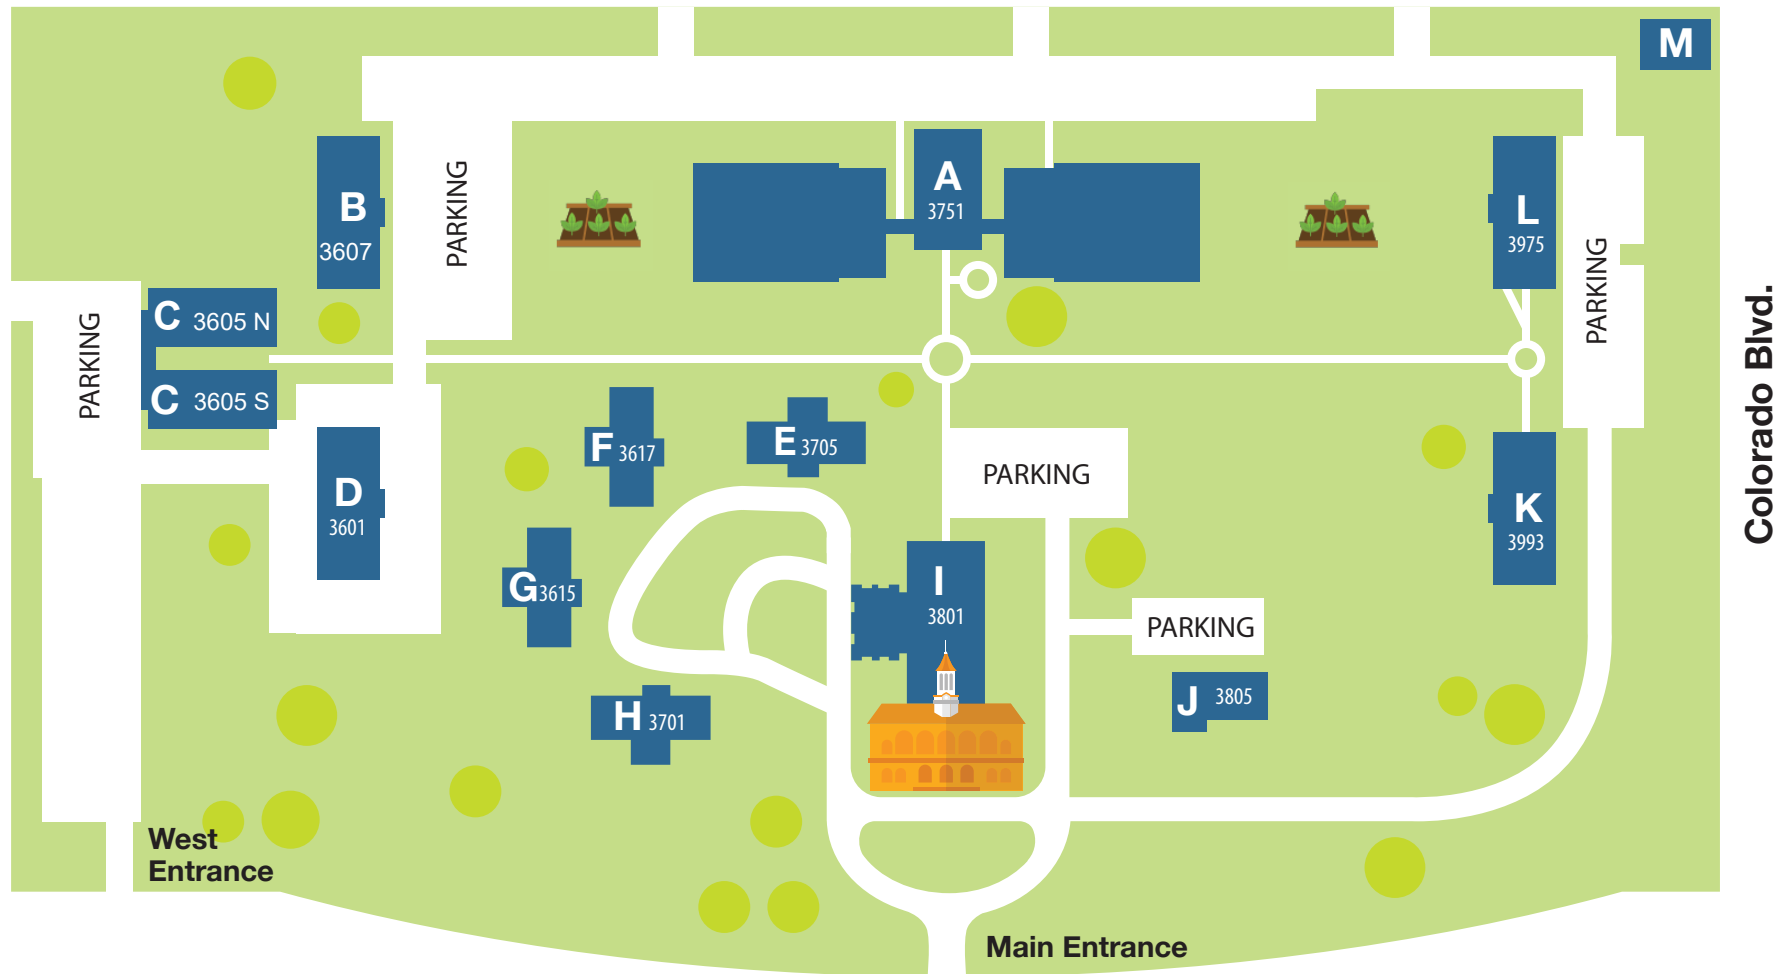 M
A
3751
B
3607
PARKING
L
3975
PARKING
C 3605 N
PARKING
C 3605 S
Colorado Blvd.
F 3617
E 3705
PARKING
D
3601
K
3993
G 3615
I
3801
PARKING
H 3701
J 3805
West
Entrance
Main Entrance